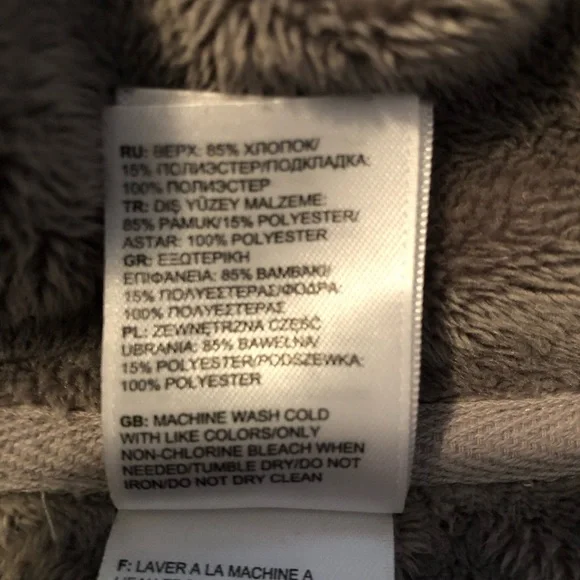 RU: ВЕРХ: 85% ХЛОПОК/
15% ПОЛИЭСТЕР/ПОДКЛАДКА:
100% ПОЛИЭСТЕР
TR: DIŞ YÜZEY MALZEME:
85% PAMUK/15% POLYESTER/
ASTAR: 100% POLYESTER
GR: ΕΞΩΤΕΡΙΚΗ
ΕΠΙΦΑΝΕΙΑ: 85% ΒΑΜΒΑΚΙ/
15% ΠΟΛΥΕΣΤΕΡΑΣ/ΦΟΔΡΑ:
100% ΠΟΛΥΕΣΤΕΡΑΣ
PL: ZEWNĘTRZNA CZĘŚĆ
UBRANIA: 85% BAWEŁNA/
15% POLYESTER/PODSZEWKA:
100% POLYESTER
GB: MACHINE WASH COLD
WITH LIKE COLORS/ONLY
NON-CHLORINE BLEACH WHEN
NEEDED/TUMBLE DRY/DO NOT
IRON/DO NOT DRY CLEAN
F: LAVER A LA MACHINE A